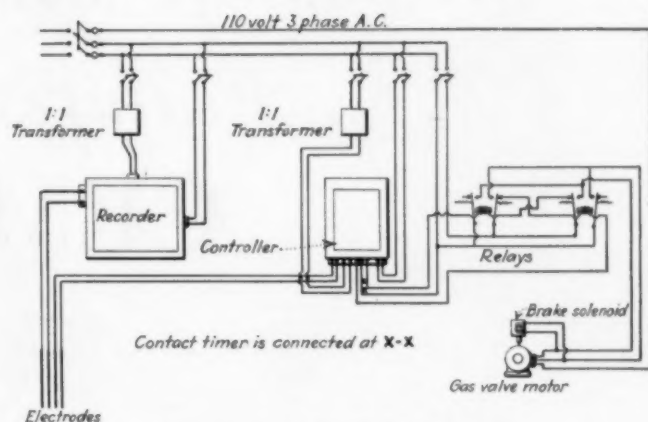 110 volt 3 phase A.C.
1:1
Transformer
1:1
Transformer
Recorder
Controller
Relays
Brake solenoid
Contact timer is connected at X-X
Gas valve motor
Electrodes